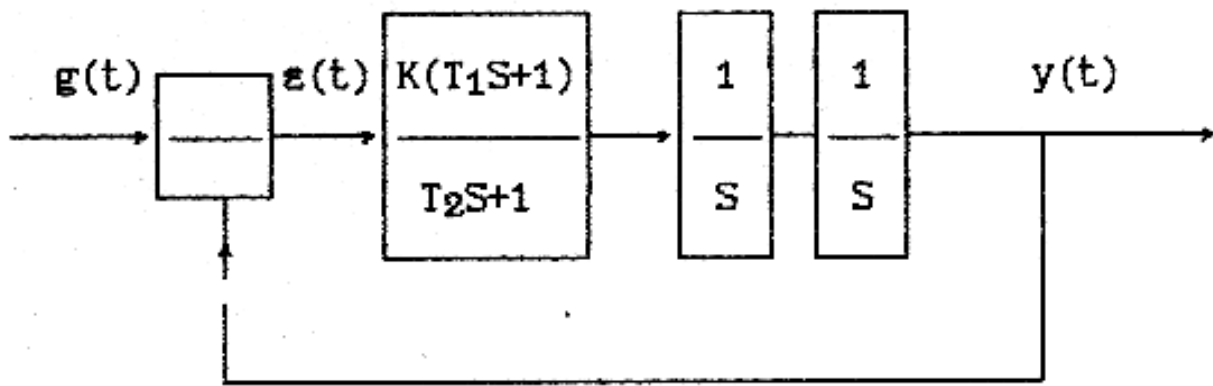 g(t)
ε(t)
K(T₁S+1)
T₂S+1
1
S
1
S
y(t)